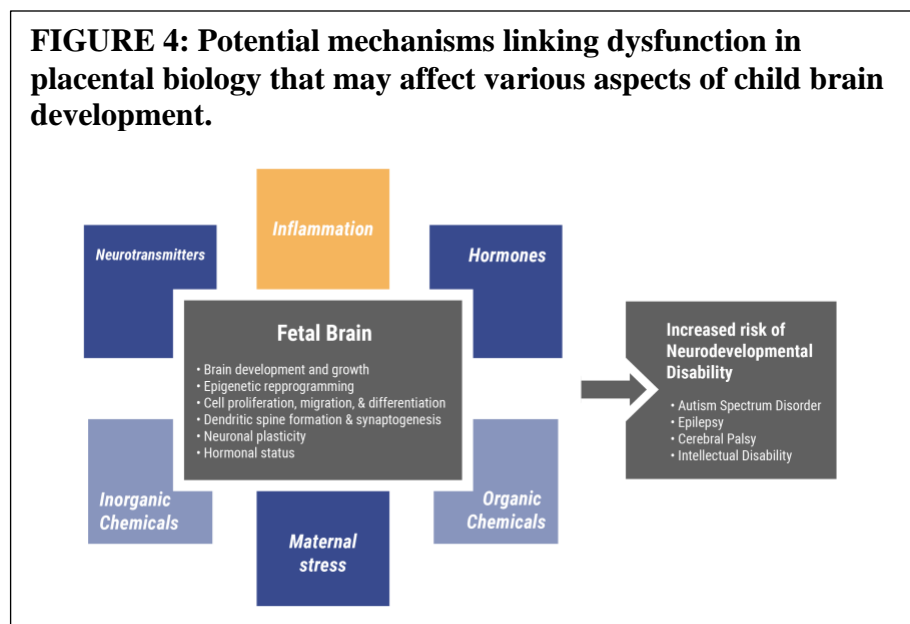 FIGURE 4: Potential mechanisms linking dysfunction in
placental biology that may affect various aspects of child brain
development.
Inflammation
Neurotransmitters
Hormones
Fetal Brain
• Brain development and growth
• Epigenetic repprogramming
• Cell proliferation, migration, & differentiation
• Dendritic spine formation & synaptogenesis
• Neuronal plasticity
• Hormonal status
Increased risk of
Neurodevelopmental
Disability
• Autism Spectrum Disorder
• Epilepsy
• Cerebral Palsy
• Intellectual Disability
Inorganic
Chemicals
Maternal
stress
Organic
Chemicals